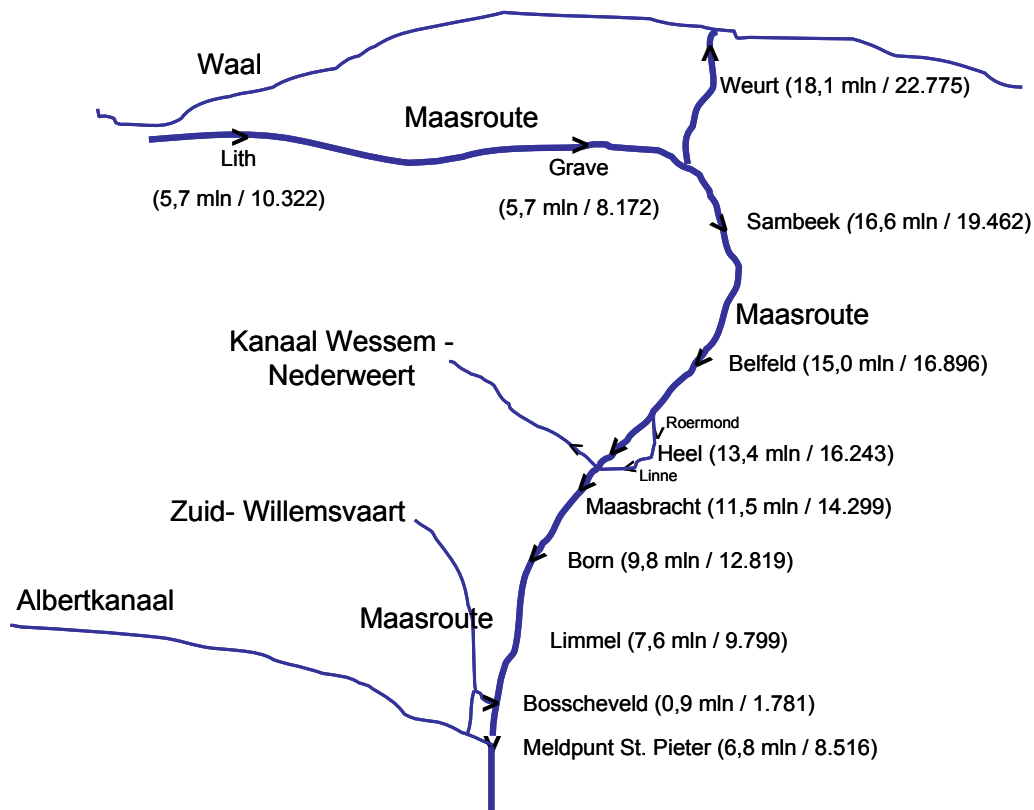 Waal
Weurt (18,1 mln / 22.775)
Maasroute
Lith
Grave
(5,7 mln / 10.322)
(5,7 mln / 8.172)
Sambeek (16,6 mln / 19.462)
Maasroute
Kanaal Wessem -
Nederweert
Belfeld (15,0 mln / 16.896)
Roermond
Heel (13,4 mln / 16.243)
Linne
Maasbracht (11,5 mln / 14.299)
Zuid- Willemsvaart
Born (9,8 mln / 12.819)
Albertkanaal
Maasroute
Limmel (7,6 mln / 9.799)
Bosscheveld (0,9 mln / 1.781)
Meldpunt St. Pieter (6,8 mln / 8.516)